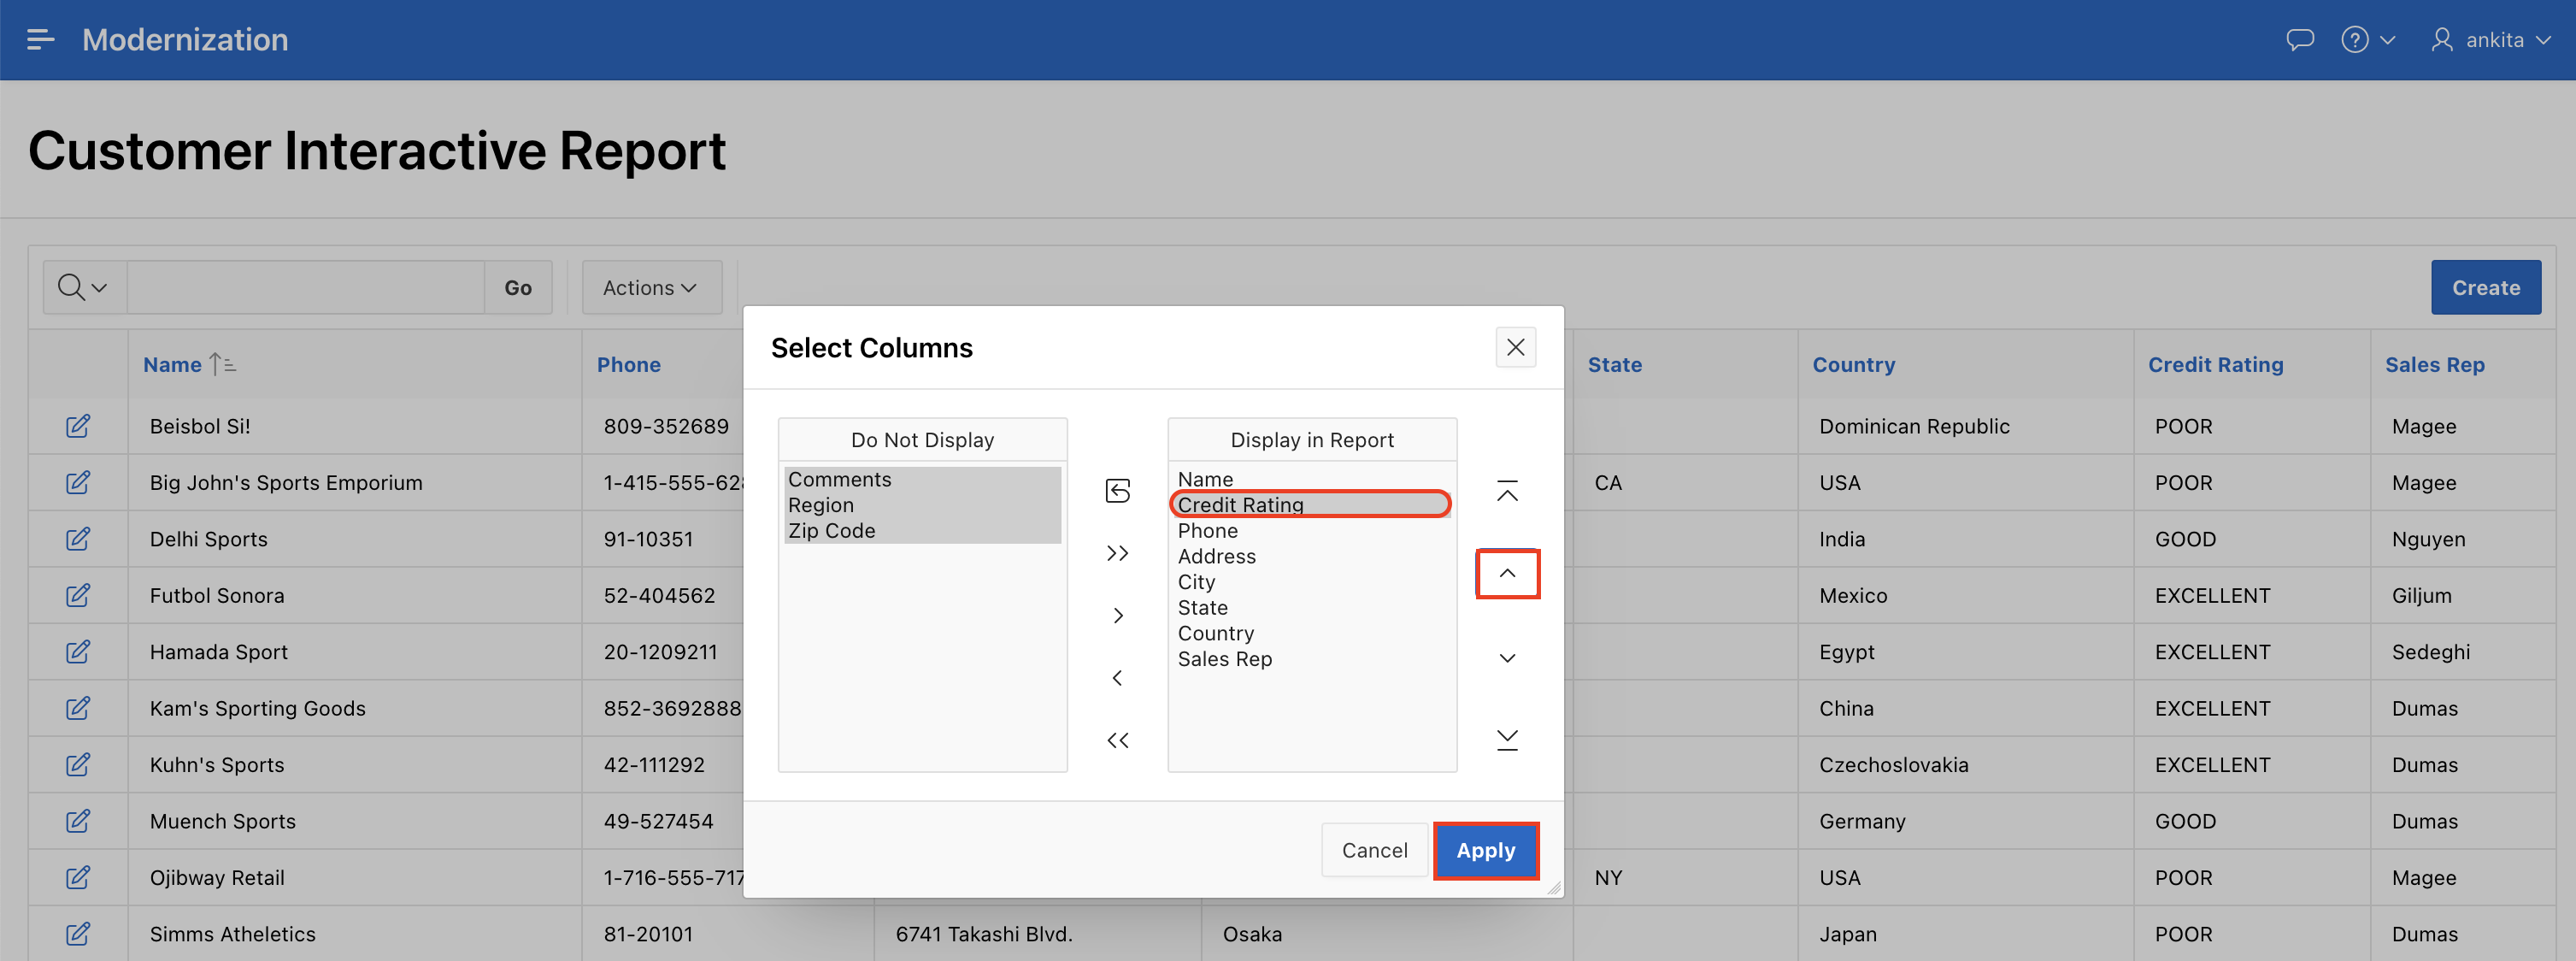 Modernization
ankita
Customer Interactive Report
Go
Actions
Create
Name Phone State Country Credit Rating Sales Rep
Beisbol Si! 809-352689 Dominican Republic POOR Magee
Big John's Sports Emporium 1-415-555-62 CA USA POOR Magee
Delhi Sports 91-10351 India GOOD Nguyen
Futbol Sonora 52-404562 Mexico EXCELLENT Giljum
Hamada Sport 20-1209211 Egypt EXCELLENT Sedeghi
Kam's Sporting Goods 852-3692888 China EXCELLENT Dumas
Kuhn's Sports 42-111292 Czechoslovakia EXCELLENT Dumas
Muench Sports 49-527454 Germany GOOD Dumas
Ojibway Retail 1-716-555-717 NY USA POOR Magee
Simms Atheletics 81-20101 6741 Takashi Blvd. Osaka Japan POOR Dumas
Select Columns
Do Not Display
Comments
Region
Zip Code
Display in Report
Name
Credit Rating
Phone
Address
City
State
Country
Sales Rep
Cancel
Apply